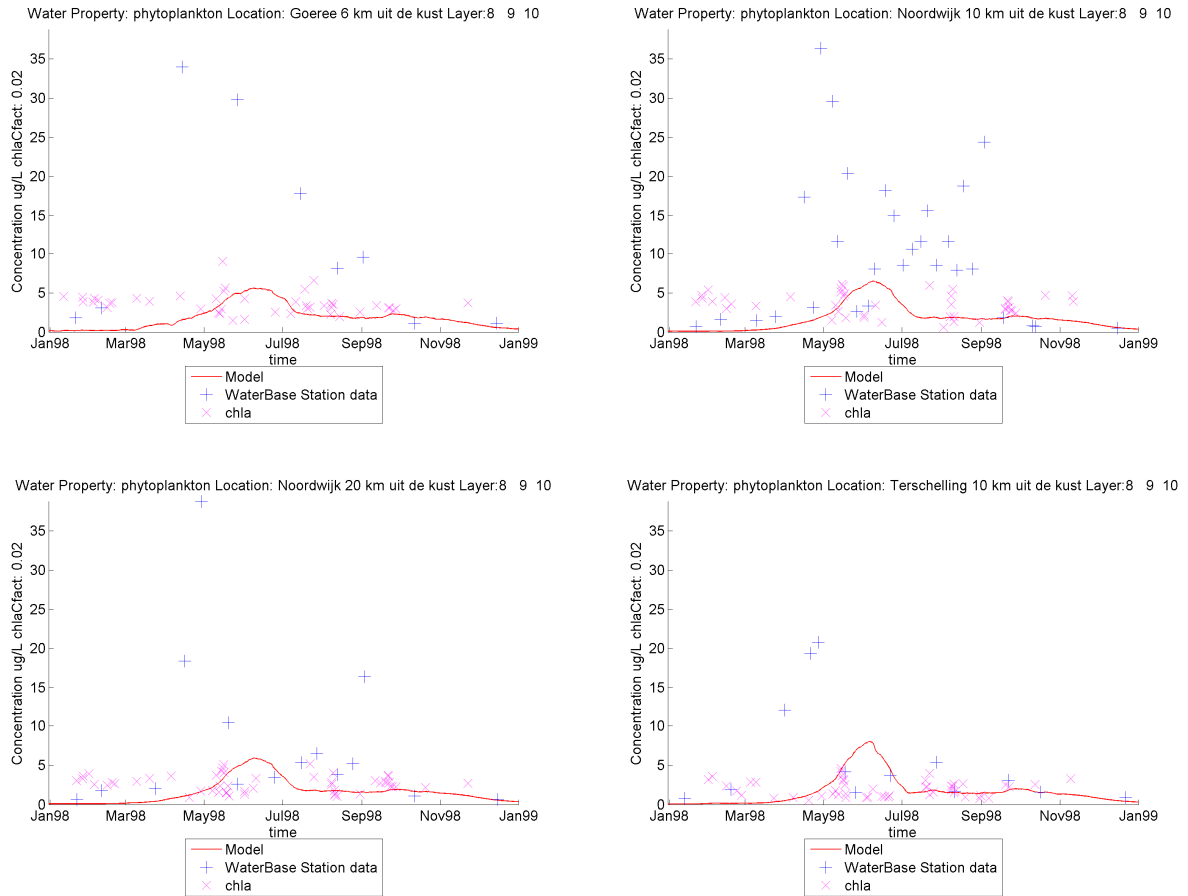 Water Property: phytoplankton Location: Goeree 6 km uit de kust Layer:8 9 10
Concentration ug/L chlaCfact: 0.02
35
30
25
20
15
10
5
0
Jan98 Mar98 May98 Jul98 Sep98 Nov98 Jan99
time
Model
WaterBase Station data
chla
Water Property: phytoplankton Location: Noordwijk 10 km uit de kust Layer:8 9 10
Concentration ug/L chlaCfact: 0.02
35
30
25
20
15
10
5
0
Jan98 Mar98 May98 Jul98 Sep98 Nov98 Jan99
time
Model
WaterBase Station data
chla
Water Property: phytoplankton Location: Noordwijk 20 km uit de kust Layer:8 9 10
Concentration ug/L chlaCfact: 0.02
35
30
25
20
15
10
5
0
Jan98 Mar98 May98 Jul98 Sep98 Nov98 Jan99
time
Model
WaterBase Station data
chla
Water Property: phytoplankton Location: Terschelling 10 km uit de kust Layer:8 9 10
Concentration ug/L chlaCfact: 0.02
35
30
25
20
15
10
5
0
Jan98 Mar98 May98 Jul98 Sep98 Nov98 Jan99
time
Model
WaterBase Station data
chla